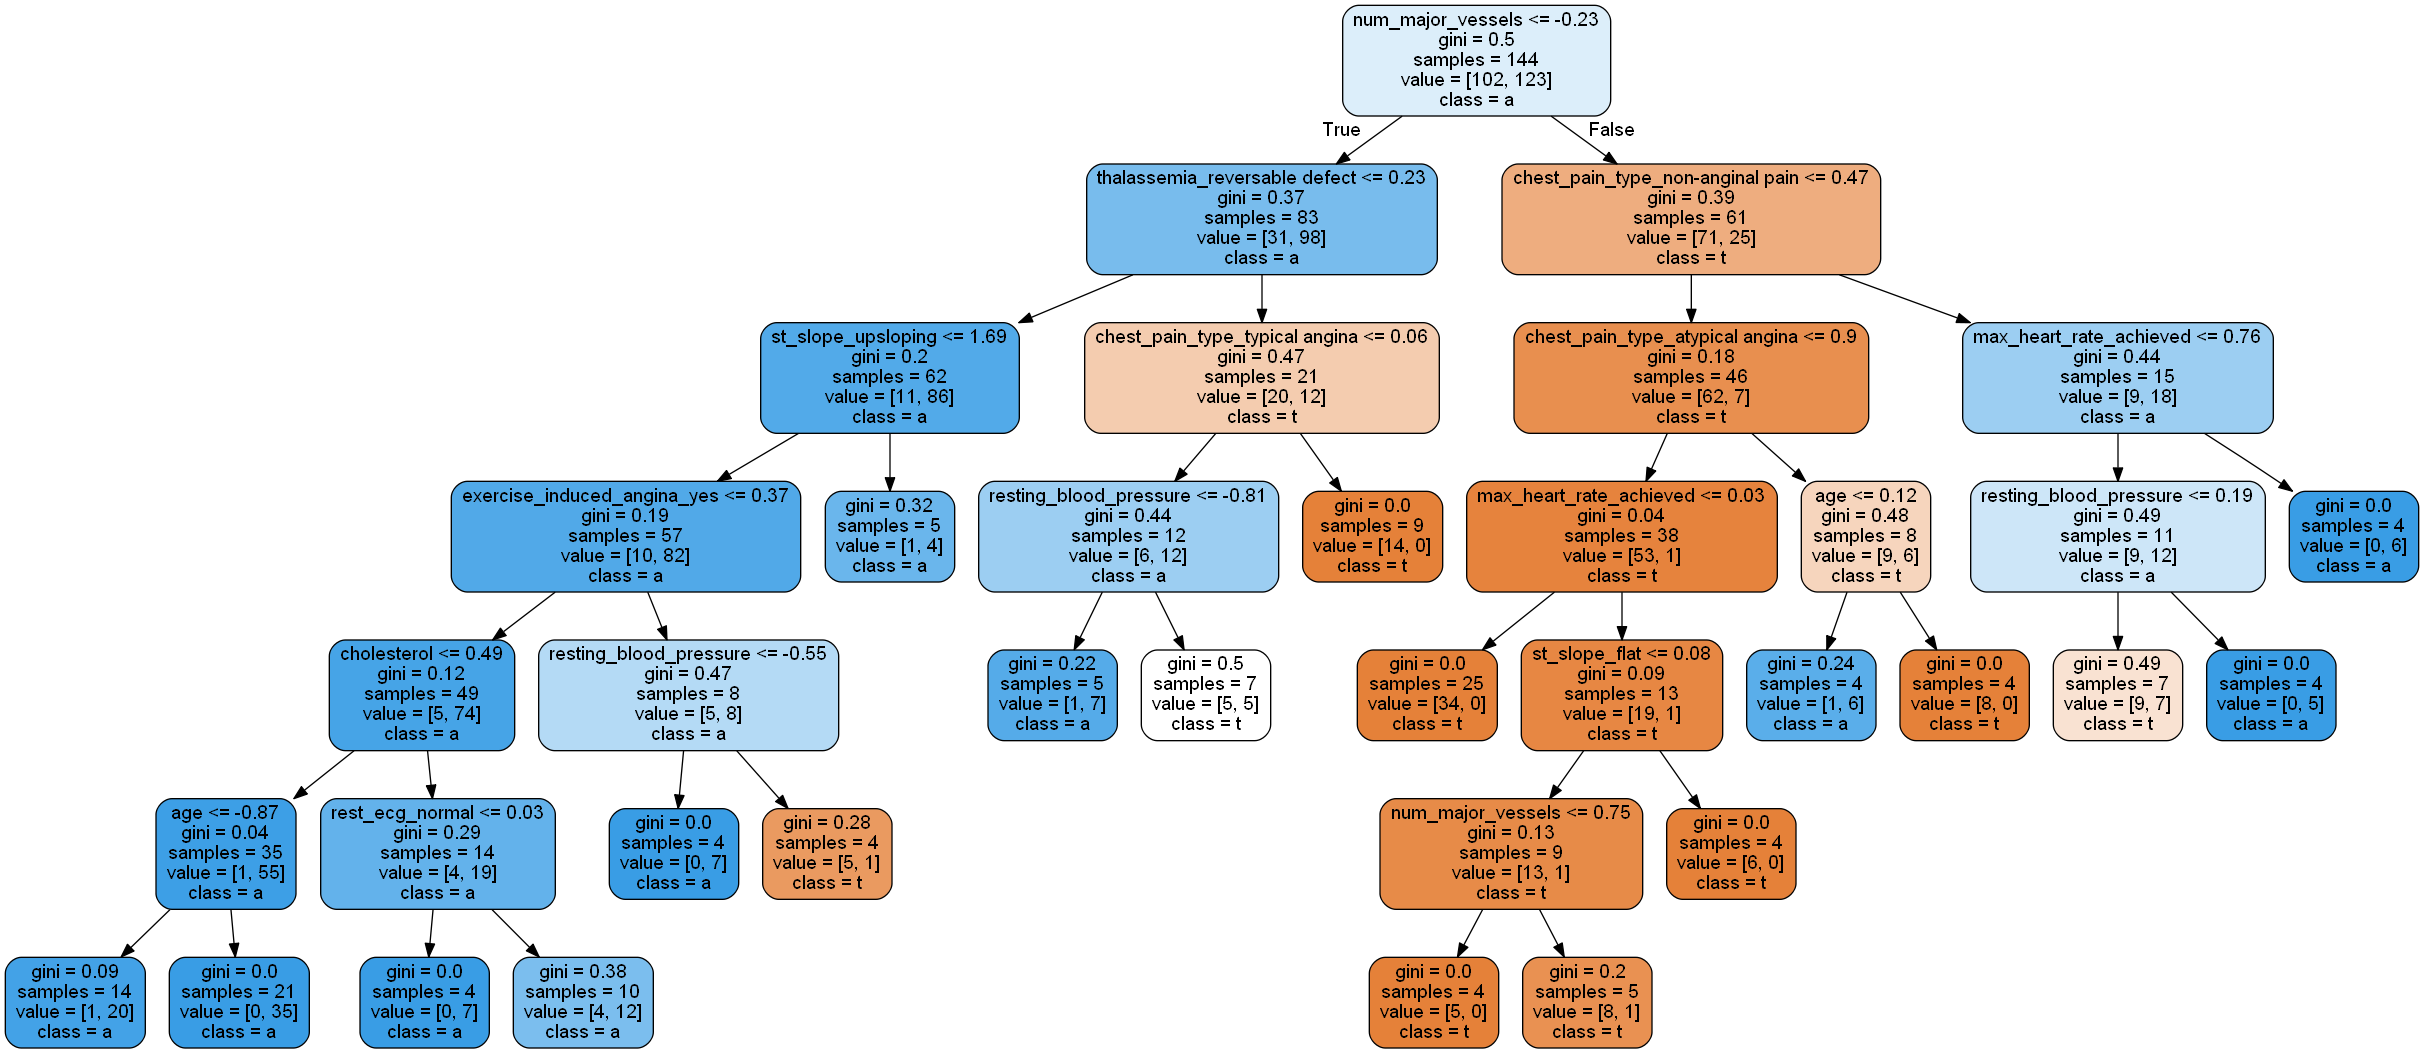 num_major_vessels <= -0.23
gini = 0.5
samples = 144
value = [102, 123]
class = a
True
False
thalassemia_reversable defect <= 0.23
gini = 0.37
samples = 83
value = [31, 98]
class = a
chest_pain_type_non-anginal pain <= 0.47
gini = 0.39
samples = 61
value = [71, 25]
class = t
st_slope_upsloping <= 1.69
gini = 0.2
samples = 62
value = [11, 86]
class = a
chest_pain_type_typical angina <= 0.06
gini = 0.47
samples = 21
value = [20, 12]
class = t
chest_pain_type_atypical angina <= 0.9
gini = 0.18
samples = 46
value = [62, 7]
class = t
max_heart_rate_achieved <= 0.76
gini = 0.44
samples = 15
value = [9, 18]
class = a
exercise_induced_angina_yes <= 0.37
gini = 0.19
samples = 57
value = [10, 82]
class = a
gini = 0.32
samples = 5
value = [1, 4]
class = a
resting_blood_pressure <= -0.81
gini = 0.44
samples = 12
value = [6, 12]
class = a
gini = 0.0
samples = 9
value = [14, 0]
class = t
max_heart_rate_achieved <= 0.03
gini = 0.04
samples = 38
value = [53, 1]
class = t
age <= 0.12
gini = 0.48
samples = 8
value = [9, 6]
class = t
resting_blood_pressure <= 0.19
gini = 0.49
samples = 11
value = [9, 12]
class = a
gini = 0.0
samples = 4
value = [0, 6]
class = a
cholesterol <= 0.49
gini = 0.12
samples = 49
value = [5, 74]
class = a
resting_blood_pressure <= -0.55
gini = 0.47
samples = 8
value = [5, 8]
class = a
gini = 0.22
samples = 5
value = [1, 7]
class = a
gini = 0.5
samples = 7
value = [5, 5]
class = t
gini = 0.0
samples = 25
value = [34, 0]
class = t
st_slope_flat <= 0.08
gini = 0.09
samples = 13
value = [19, 1]
class = t
gini = 0.24
samples = 4
value = [1, 6]
class = a
gini = 0.0
samples = 4
value = [8, 0]
class = t
gini = 0.49
samples = 7
value = [9, 7]
class = t
gini = 0.0
samples = 4
value = [0, 5]
class = a
age <= -0.87
gini = 0.04
samples = 35
value = [1, 55]
class = a
rest_ecg_normal <= 0.03
gini = 0.29
samples = 14
value = [4, 19]
class = a
gini = 0.0
samples = 4
value = [0, 7]
class = a
gini = 0.28
samples = 4
value = [5, 1]
class = t
num_major_vessels <= 0.75
gini = 0.13
samples = 9
value = [13, 1]
class = t
gini = 0.0
samples = 4
value = [6, 0]
class = t
gini = 0.09
samples = 14
value = [1, 20]
class = a
gini = 0.0
samples = 21
value = [0, 35]
class = a
gini = 0.0
samples = 4
value = [0, 7]
class = a
gini = 0.38
samples = 10
value = [4, 12]
class = a
gini = 0.0
samples = 4
value = [5, 0]
class = t
gini = 0.2
samples = 5
value = [8, 1]
class = t